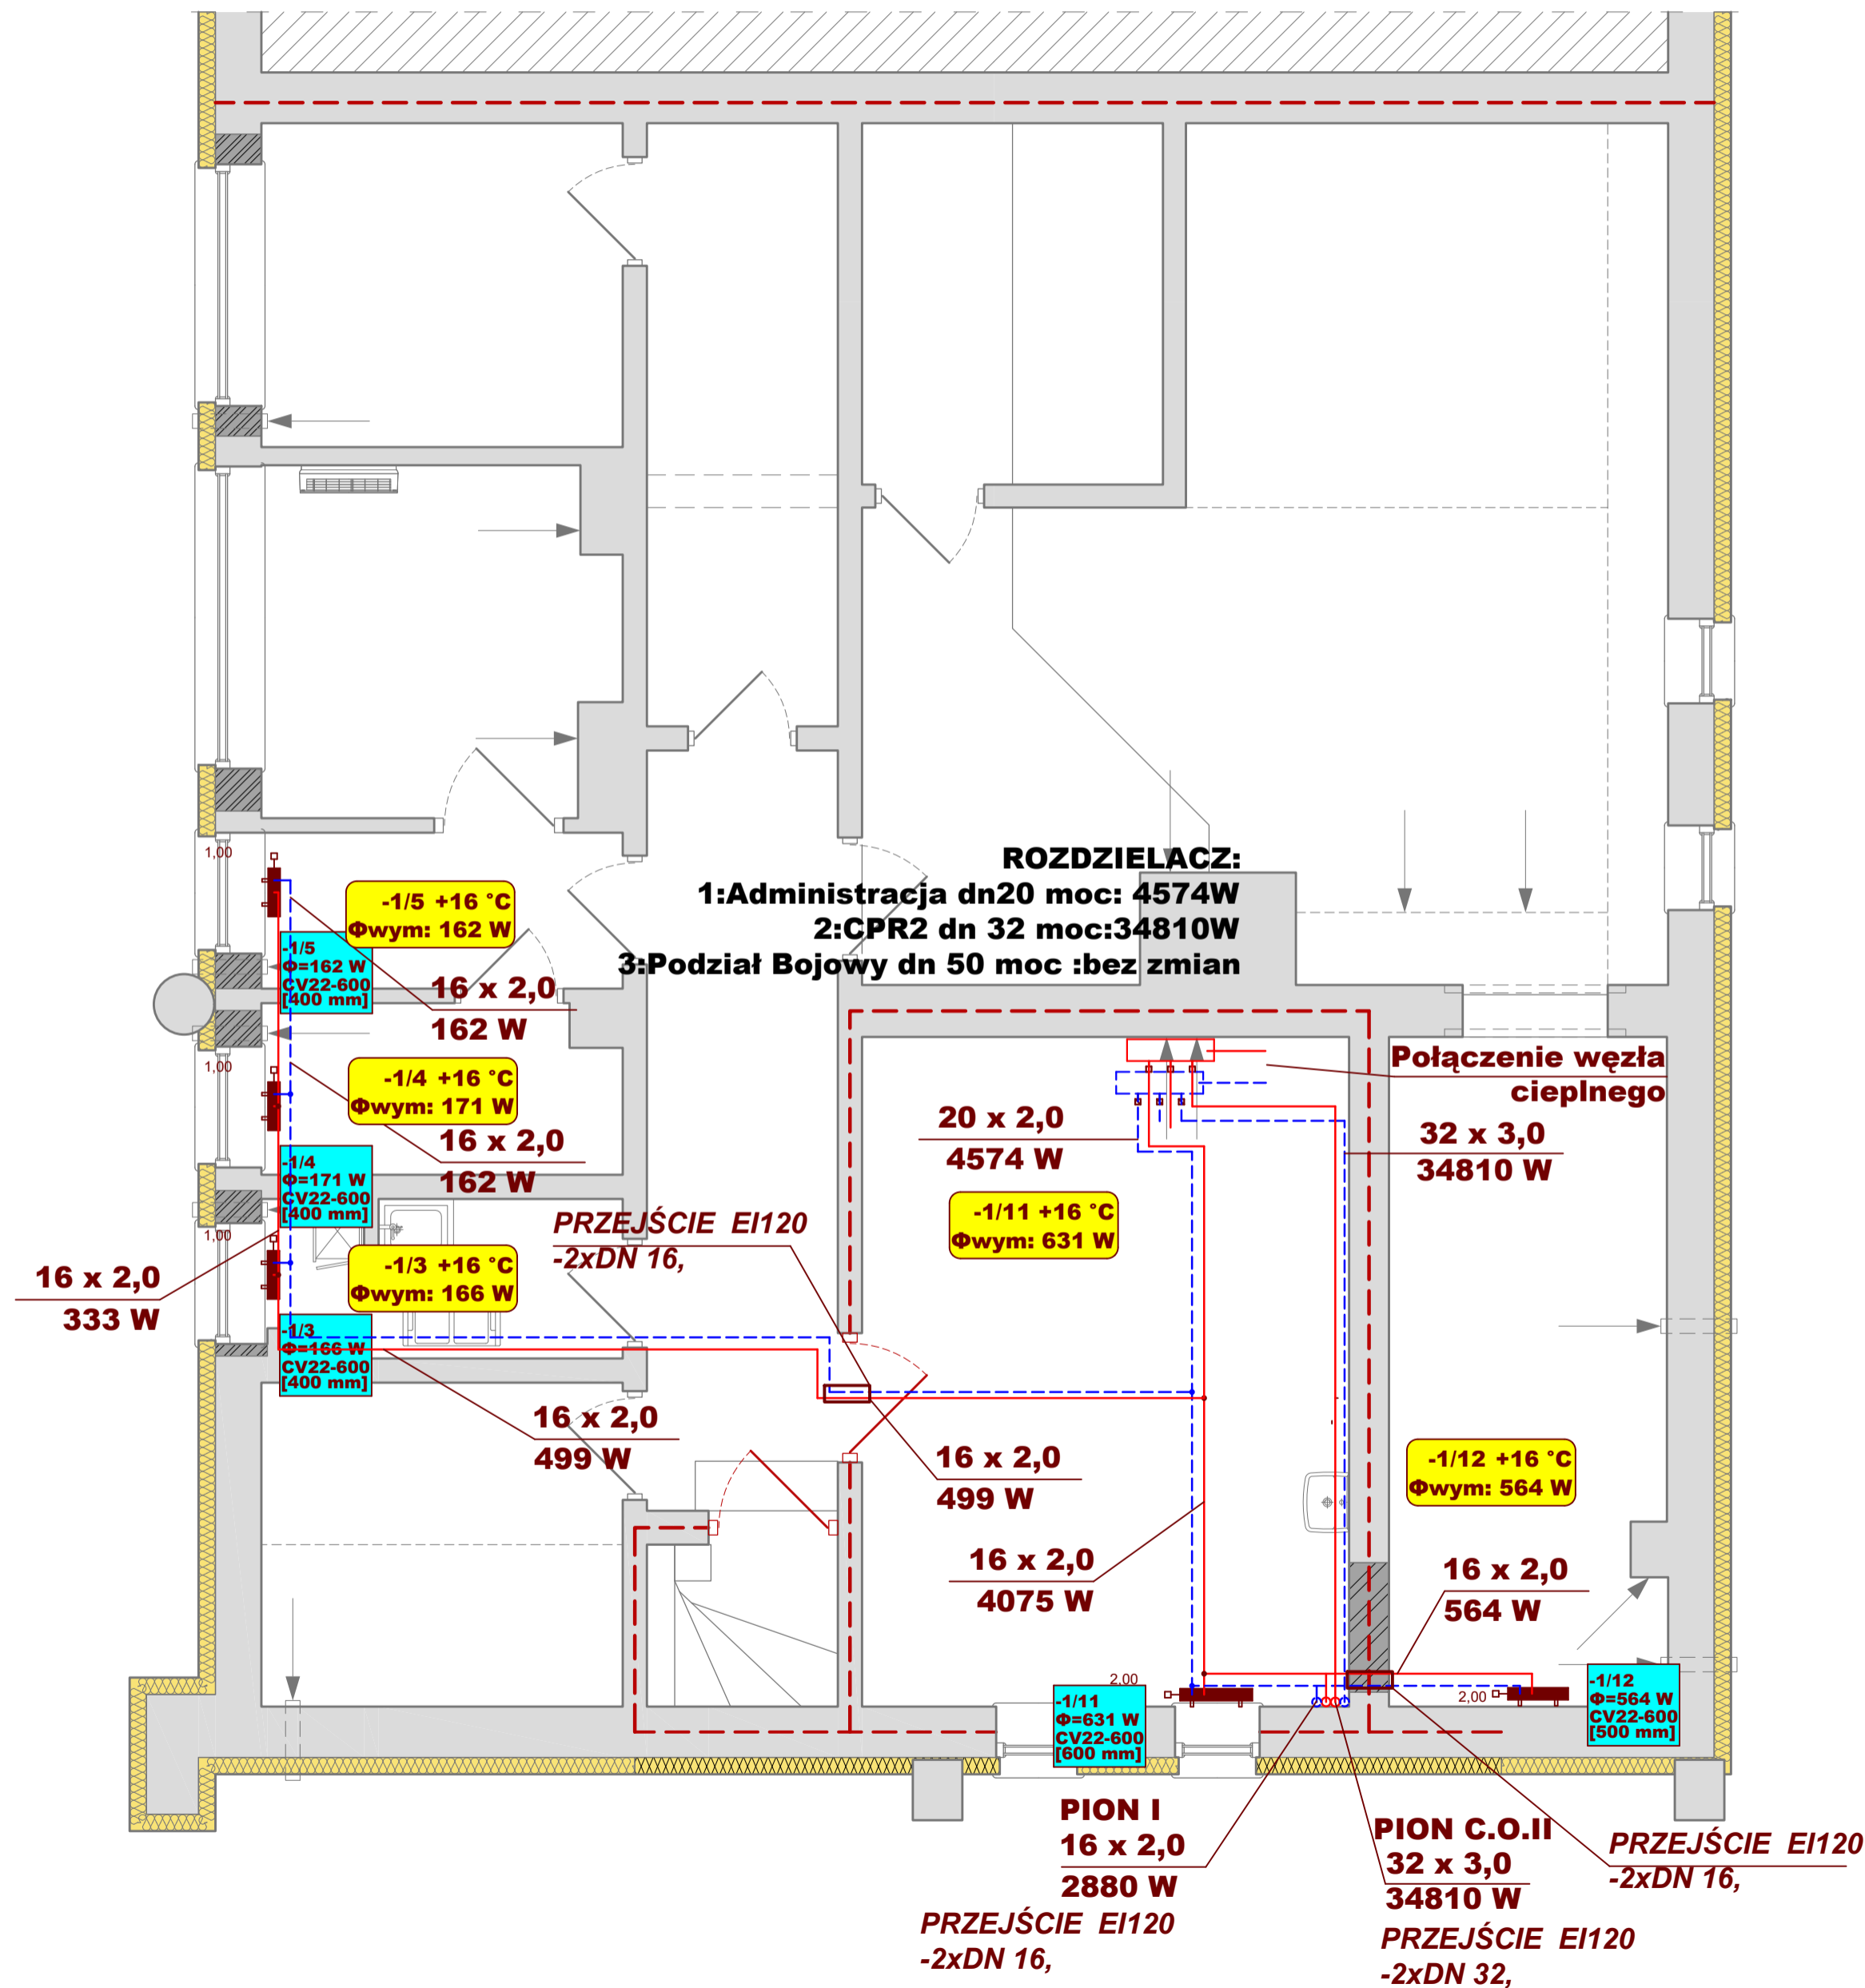 ROZDZIELACZ:
1:Administracja dn20 moc: 4574W
2:CPR2 dn 32 moc:34810W
3:Podział Bojowy dn 50 moc :bez zmian
1,00
-1/5 +16 °C
Φwym: 162 W
-1/5
Φ=162 W
CV22-600
[400 mm]
16 x 2,0
162 W
1,00
-1/4 +16 °C
Φwym: 171 W
16 x 2,0
162 W
-1/4
Φ=171 W
CV22-600
[400 mm]
1,00
-1/3 +16 °C
Φwym: 166 W
16 x 2,0
333 W
-1/3
Φ=166 W
CV22-600
[400 mm]
PRZEJŚCIE EI120
-2xDN 16,
16 x 2,0
499 W
Połączenie węzła
cieplnego
20 x 2,0
4574 W
32 x 3,0
34810 W
-1/11 +16 °C
Φwym: 631 W
16 x 2,0
499 W
16 x 2,0
4075 W
-1/12 +16 °C
Φwym: 564 W
16 x 2,0
564 W
2,00
-1/11
Φ=631 W
CV22-600
[600 mm]
2,00
-1/12
Φ=564 W
CV22-600
[500 mm]
PION I
16 x 2,0
2880 W
PRZEJŚCIE EI120
-2xDN 16,
PION C.O.II
32 x 3,0
34810 W
PRZEJŚCIE EI120
-2xDN 32,
PRZEJŚCIE EI120
-2xDN 16,